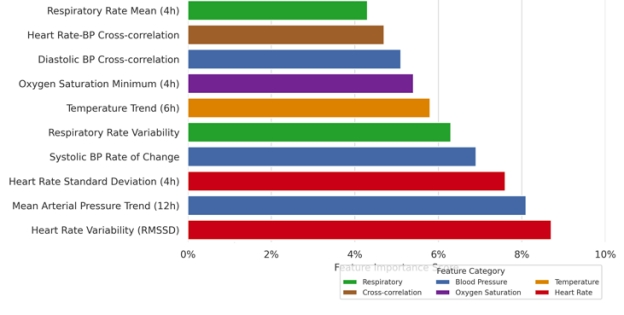 Respiratory Rate Mean (4h)
Heart Rate-BP Cross-correlation
Diastolic BP Cross-correlation
Oxygen Saturation Minimum (4h)
Temperature Trend (6h)
Respiratory Rate Variability
Systolic BP Rate of Change
Heart Rate Standard Deviation (4h)
Mean Arterial Pressure Trend (12h)
Heart Rate Variability (RMSSD)
0% 2% 4% 6% 8% 10%
Feature Importance Score
Feature Category
Respiratory Blood Pressure Temperature
Cross-correlation Oxygen Saturation Heart Rate